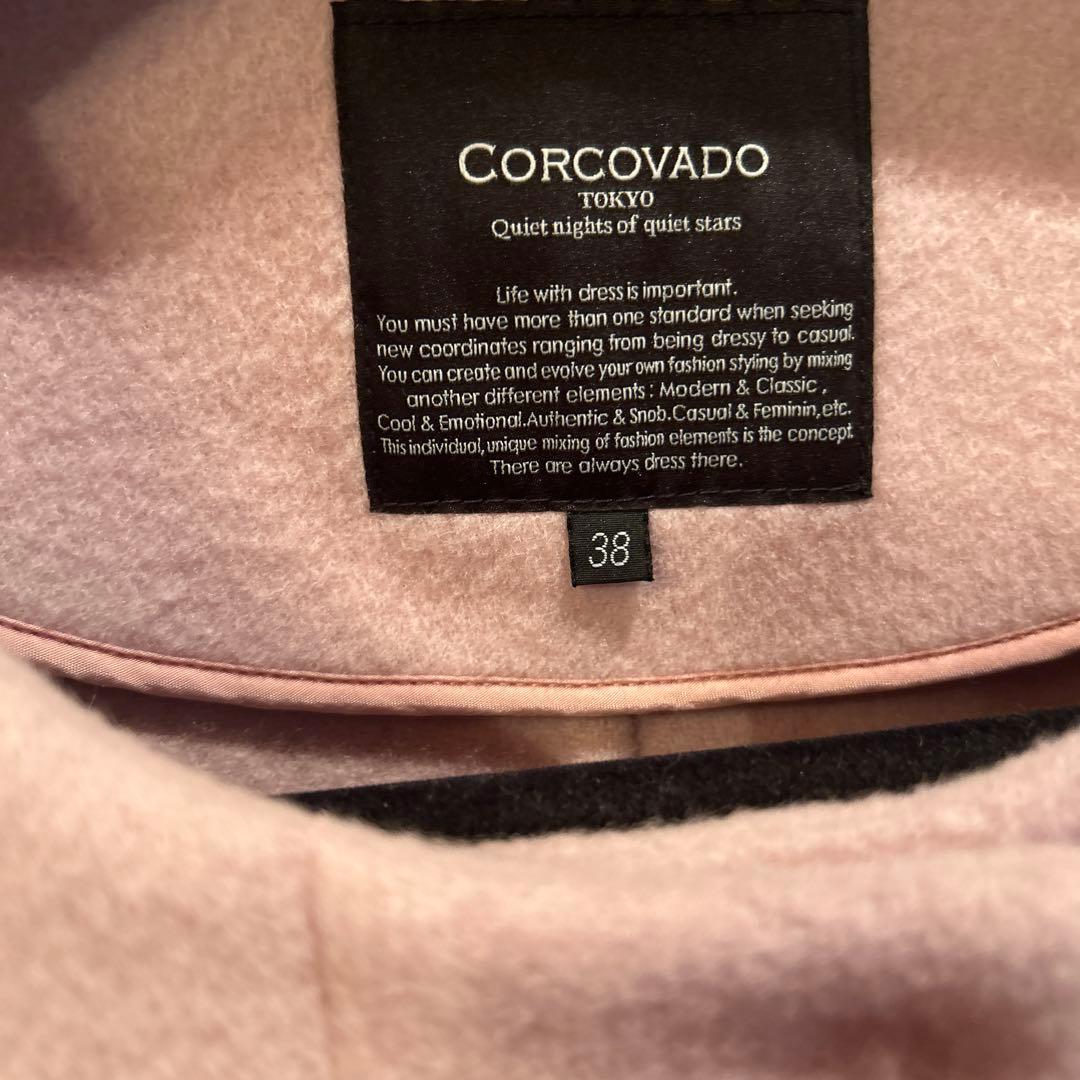 CORCOVADO
TOKYO
Quiet nights of quiet stars
Life with dress is important.
You must have more than one standard when seeking
new coordinates ranging from being dressy to casual.
You can create and evolve your own fashion styling by mixing
another different elements : Modern & Classic ,
Cool & Emotional.Authentic & Snob.Casual & Feminin,etc.
This individual, unique mixing of fashion elements is the concept.
There are always dress there.
38